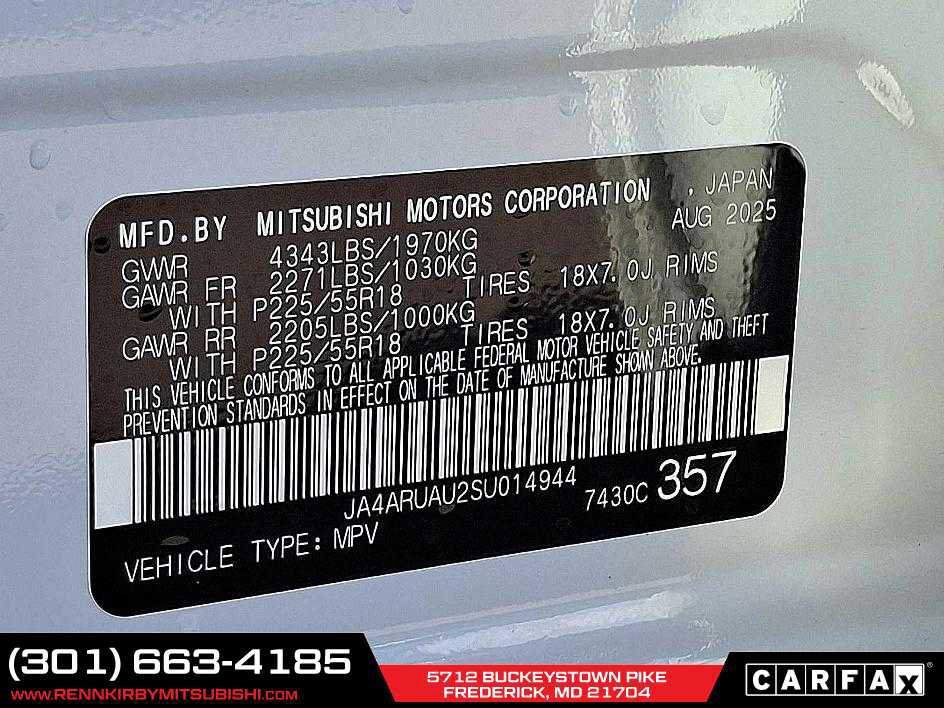 MFD.BY MITSUBISHI MOTORS CORPORATION , JAPAN
AUG 2025
GVWR 4343LBS/1970KG
GAWR FR 2271LBS/1030KG
WITH P225/55R18 TIRES 18X7.0J RIMS
GAWR RR 2205LBS/1000KG
WITH P225/55R18 TIRES 18X7.0J RIMS
THIS VEHICLE CONFORMS TO ALL APPLICABLE FEDERAL MOTOR VEHICLE SAFETY AND THEFT
PREVENTION STANDARDS IN EFFECT ON THE DATE OF MANUFACTURE SHOWN ABOVE.
JA4ARUAU2SU014944
7430C 357
VEHICLE TYPE: MPV
(301) 663-4185
WWW.RENNKIRBYMITSUBISHI.COM
5712 BUCKEYSTOWN PIKE
FREDERICK, MD 21704
CARFAX®